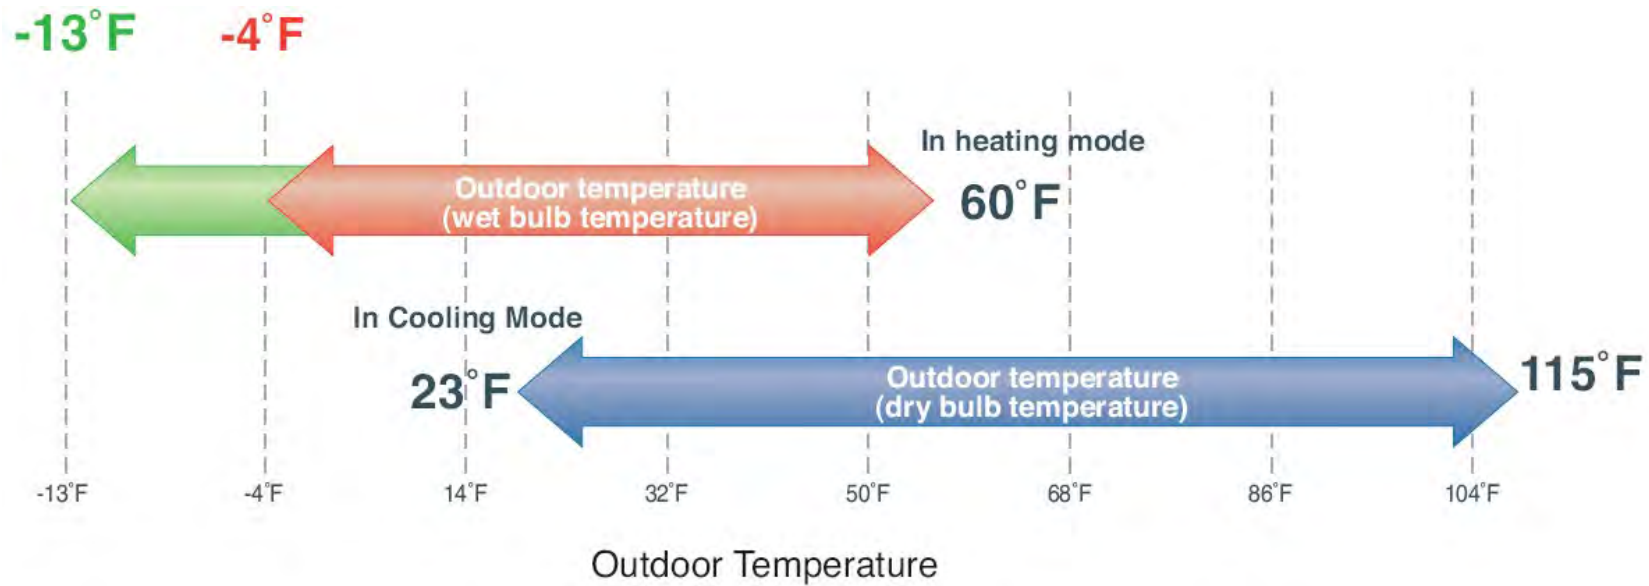 -13°F -4°F
In heating mode
Outdoor temperature
(wet bulb temperature)
60°F
In Cooling Mode
23°F
Outdoor temperature
(dry bulb temperature)
115°F
-13°F -4°F 14°F 32°F 50°F 68°F 86°F 104°F
Outdoor Temperature